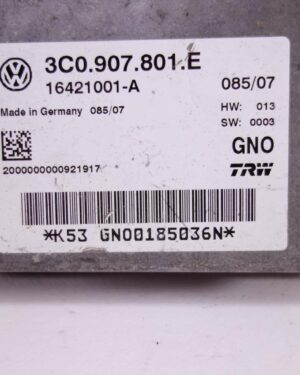 3C0.907.801.E
16421001-A 085/07
Made in Germany 085/07 HW: 013
SW: 0003
GNO
2000000000921917 TRW
*K53 GNO0185036N*